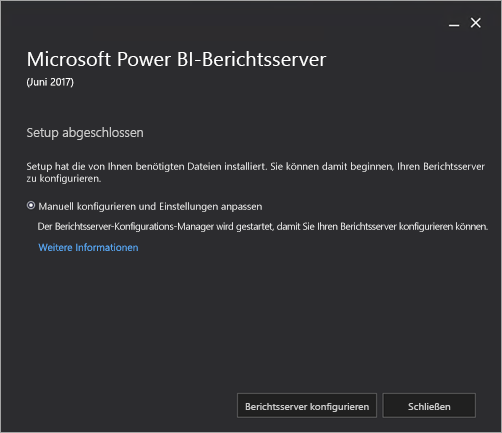 Microsoft Power BI-Berichtsserver
(Juni 2017)
Setup abgeschlossen
Setup hat die von Ihnen benötigten Dateien installiert. Sie können damit beginnen, Ihren Berichtsserver
zu konfigurieren.
Manuell konfigurieren und Einstellungen anpassen
Der Berichtsserver-Konfigurations-Manager wird gestartet, damit Sie Ihren Berichtsserver konfigurieren können.
Weitere Informationen
Berichtsserver konfigurieren
Schließen